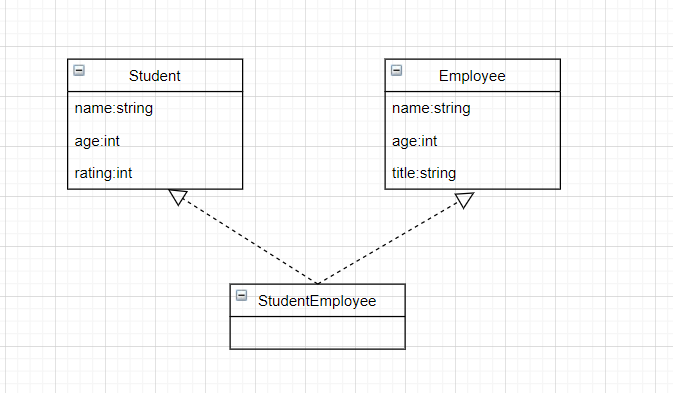 Student
name:string
age:int
rating:int
Employee
name:string
age:int
title:string
StudentEmployee